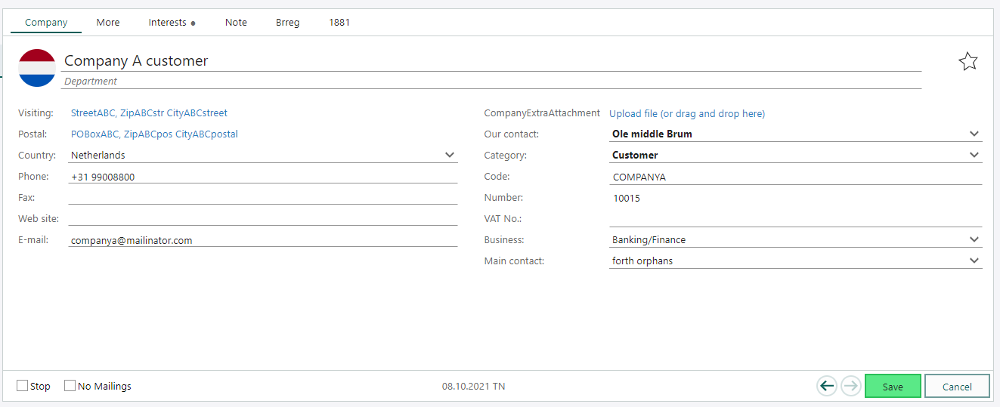 Company More Interests Note Brreg 1881
Company A customer
Department
Visiting: StreetABC, ZipABCstr CityABCstreet
Postal: POBoxABC, ZipABCpos CityABCpostal
Country: Netherlands
Phone: +31 99008800
Fax:
Web site:
E-mail: companya@mailinator.com
CompanyExtraAttachment Upload file (or drag and drop here)
Our contact: Ole middle Brum
Category: Customer
Code: COMPANYA
Number: 10015
VAT No.:
Business: Banking/Finance
Main contact: forth orphans
Stop No Mailings 08.10.2021 TN Save Cancel